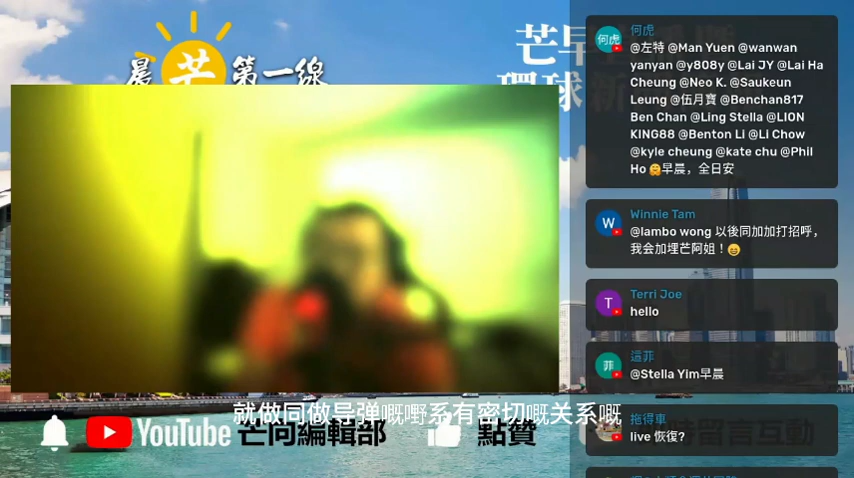 晨芒第一線
芒早
環球 新
何虎
@左特 @Man Yuen @wanwan
yanyan @y808y @Lai JY @Lai Ha
Cheung @Neo K. @Saukeun
Leung @伍月寶 @Benchan817
Ben Chan @Ling Stella @LION
KING88 @Benton Li @Li Chow
@kyle cheung @kate chu @Phil
Ho 🤗早晨，全日安
W
Winnie Tam
@lambo wong 以後同加加打招呼，
我会加埋芒阿姐！😄
T
Terri Joe
hello
菲
@Stella Yim早晨
拖得車
live 恢復?
就做同做导弹嘅嘢系有密切嘅关系嘅
YouTube 芒向編輯部 點贊 留言互動